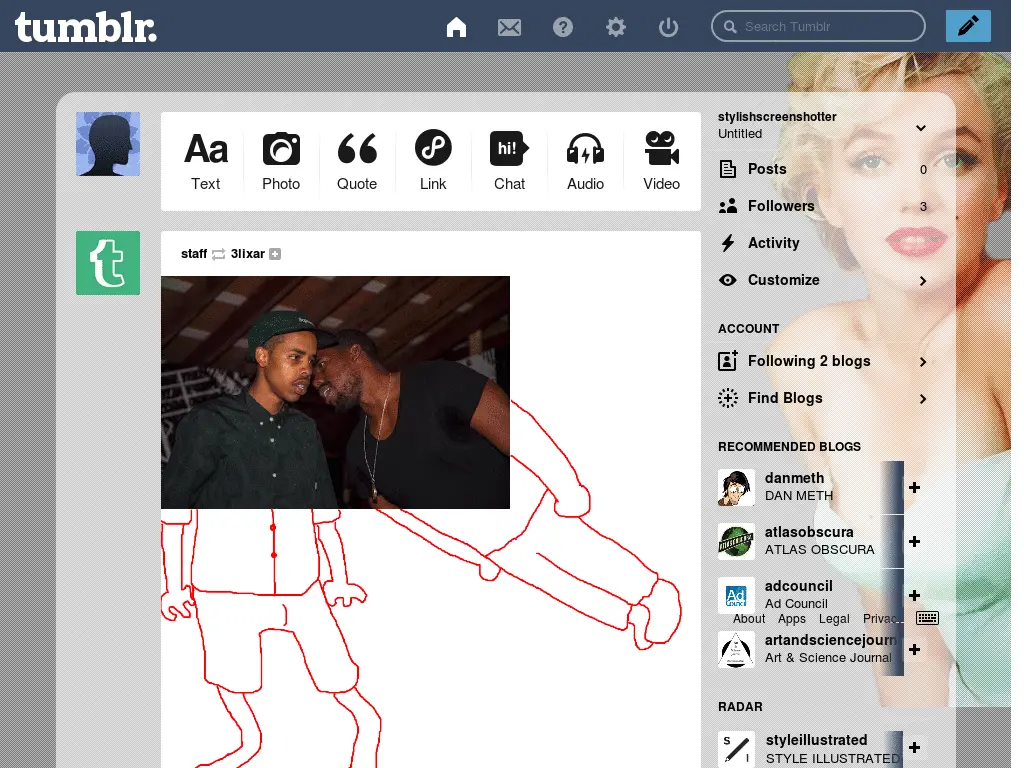 tumblr.
Search Tumblr
Aa
hi!
Text
Photo
Quote
Link
Chat
Audio
Video
staff 3lixar
stylishscreenshotter
Untitled
Posts 0
Followers 3
Activity
Customize
ACCOUNT
Following 2 blogs
Find Blogs
RECOMMENDED BLOGS
danmeth
DAN METH
atlasobscura
ATLAS OBSCURA
adcouncil
Ad Council
About Apps Legal Privac
artandsciencejourn
Art & Science Journal
RADAR
styleillustrated
STYLE ILLUSTRATED